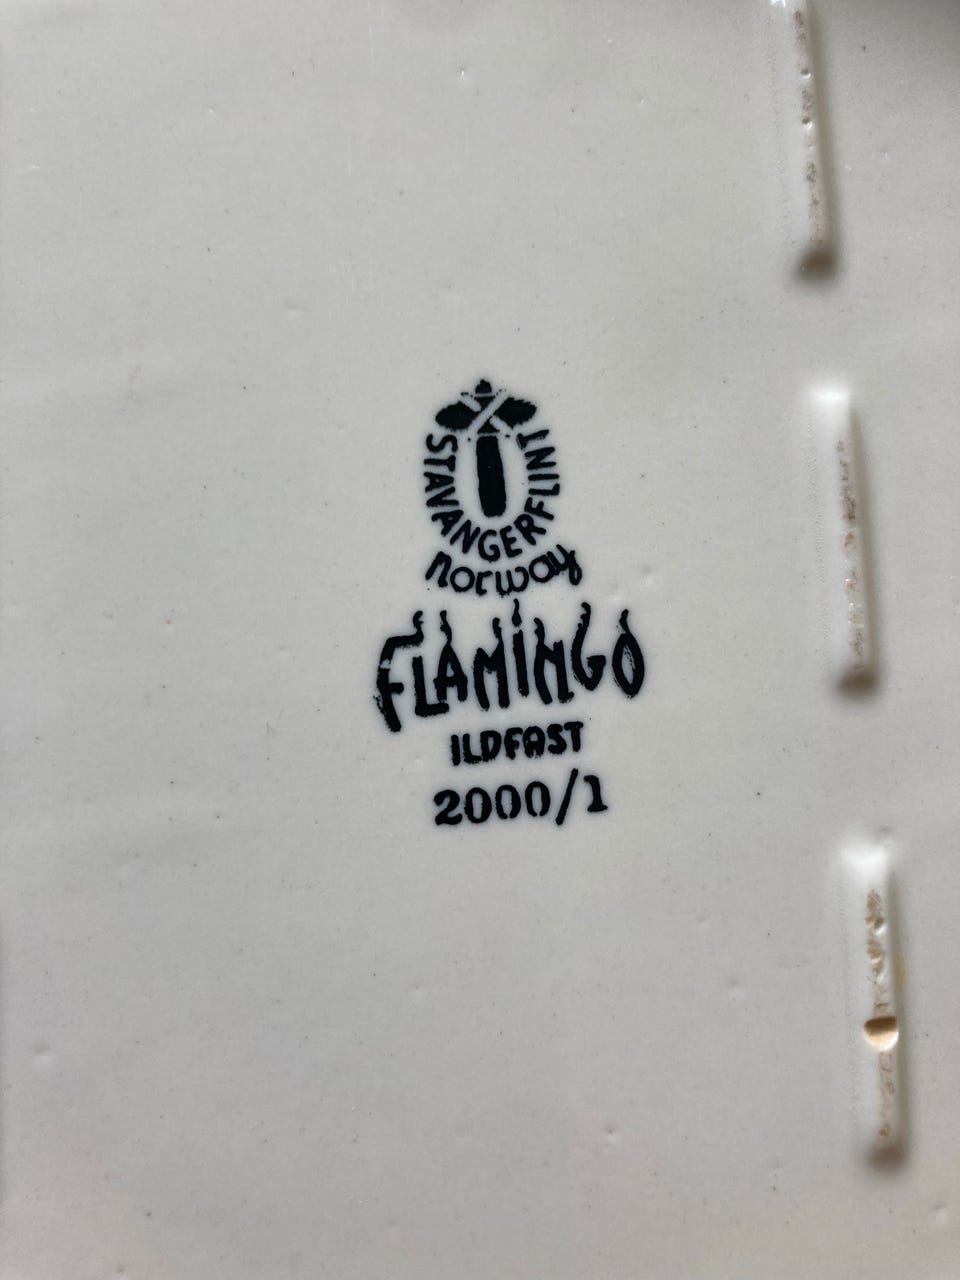 STAVANGERFLINT
norway
FLAMINGO
ILDFAST
2000/1